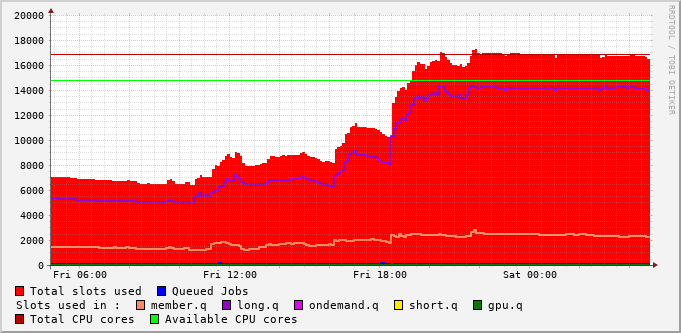 20000
18000
16000
14000
12000
10000
8000
6000
4000
2000
0
Fri 06:00 Fri 12:00 Fri 18:00 Sat 00:00
Total slots used Queued Jobs
Slots used in : member.q long.q ondemand.q short.q gpu.q
Total CPU cores Available CPU cores
RRDTOOL / TOBI OETIKER